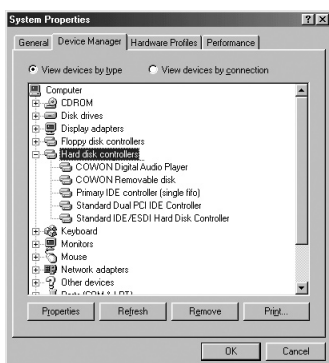 System Properties
General Device Manager Hardware Profiles Performance
View devices by type View devices by connection
Computer
CDROM
Disk drives
Display adapters
Floppy disk controllers
Hard disk controllers
COWON Digital Audio Player
COWON Removable disk
Primary IDE controller (single fifo)
Standard Dual PCI IDE Controller
Standard IDE/ESDI Hard Disk Controller
Keyboard
Monitors
Mouse
Network adapters
Other devices
Ports (COM & LPT)
Properties Refresh Remove Print...
OK Cancel